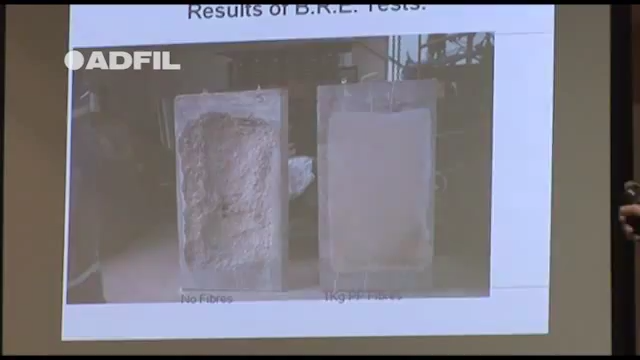 Results of B.R.E. Tests.
ADFIL
No Fibres
1Kg PP Fibres